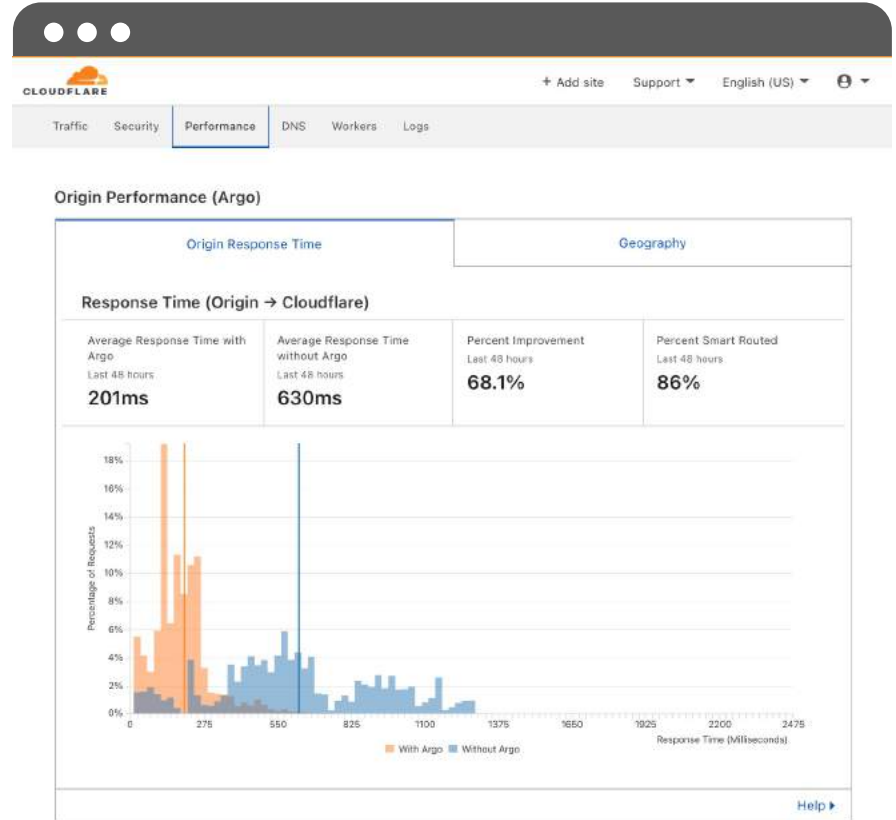 CLOUDFLARE
+ Add site Support English (US)
Traffic Security Performance DNS Workers Logs
Origin Performance (Argo)
Origin Response Time Geography
Response Time (Origin → Cloudflare)
Average Response Time with Argo
Last 48 hours
201ms
Average Response Time without Argo
Last 48 hours
630ms
Percent Improvement
Last 48 hours
68.1%
Percent Smart Routed
Last 48 hours
86%
Percentage of Requests
18%
16%
14%
12%
10%
8%
6%
4%
2%
0%
0 275 550 825 1100 1375 1650 1925 2200 2475
Response Time (Milliseconds)
With Argo Without Argo
Help